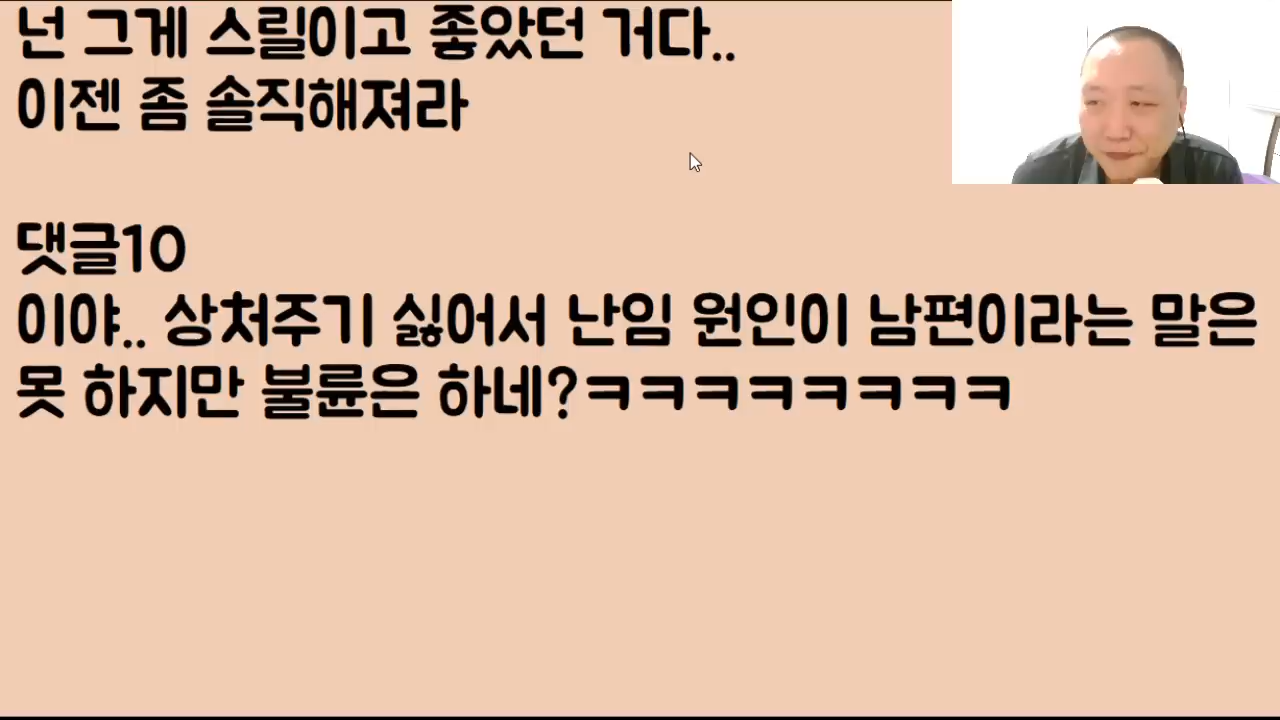 넌 그게 스릴이고 좋았던 거다..
이젠 좀 솔직해져라
댓글10
이야.. 상처주기 싫어서 난임 원인이 남편이라는 말은
못 하지만 불륜은 하네?ㅋㅋㅋㅋㅋㅋㅋㅋ